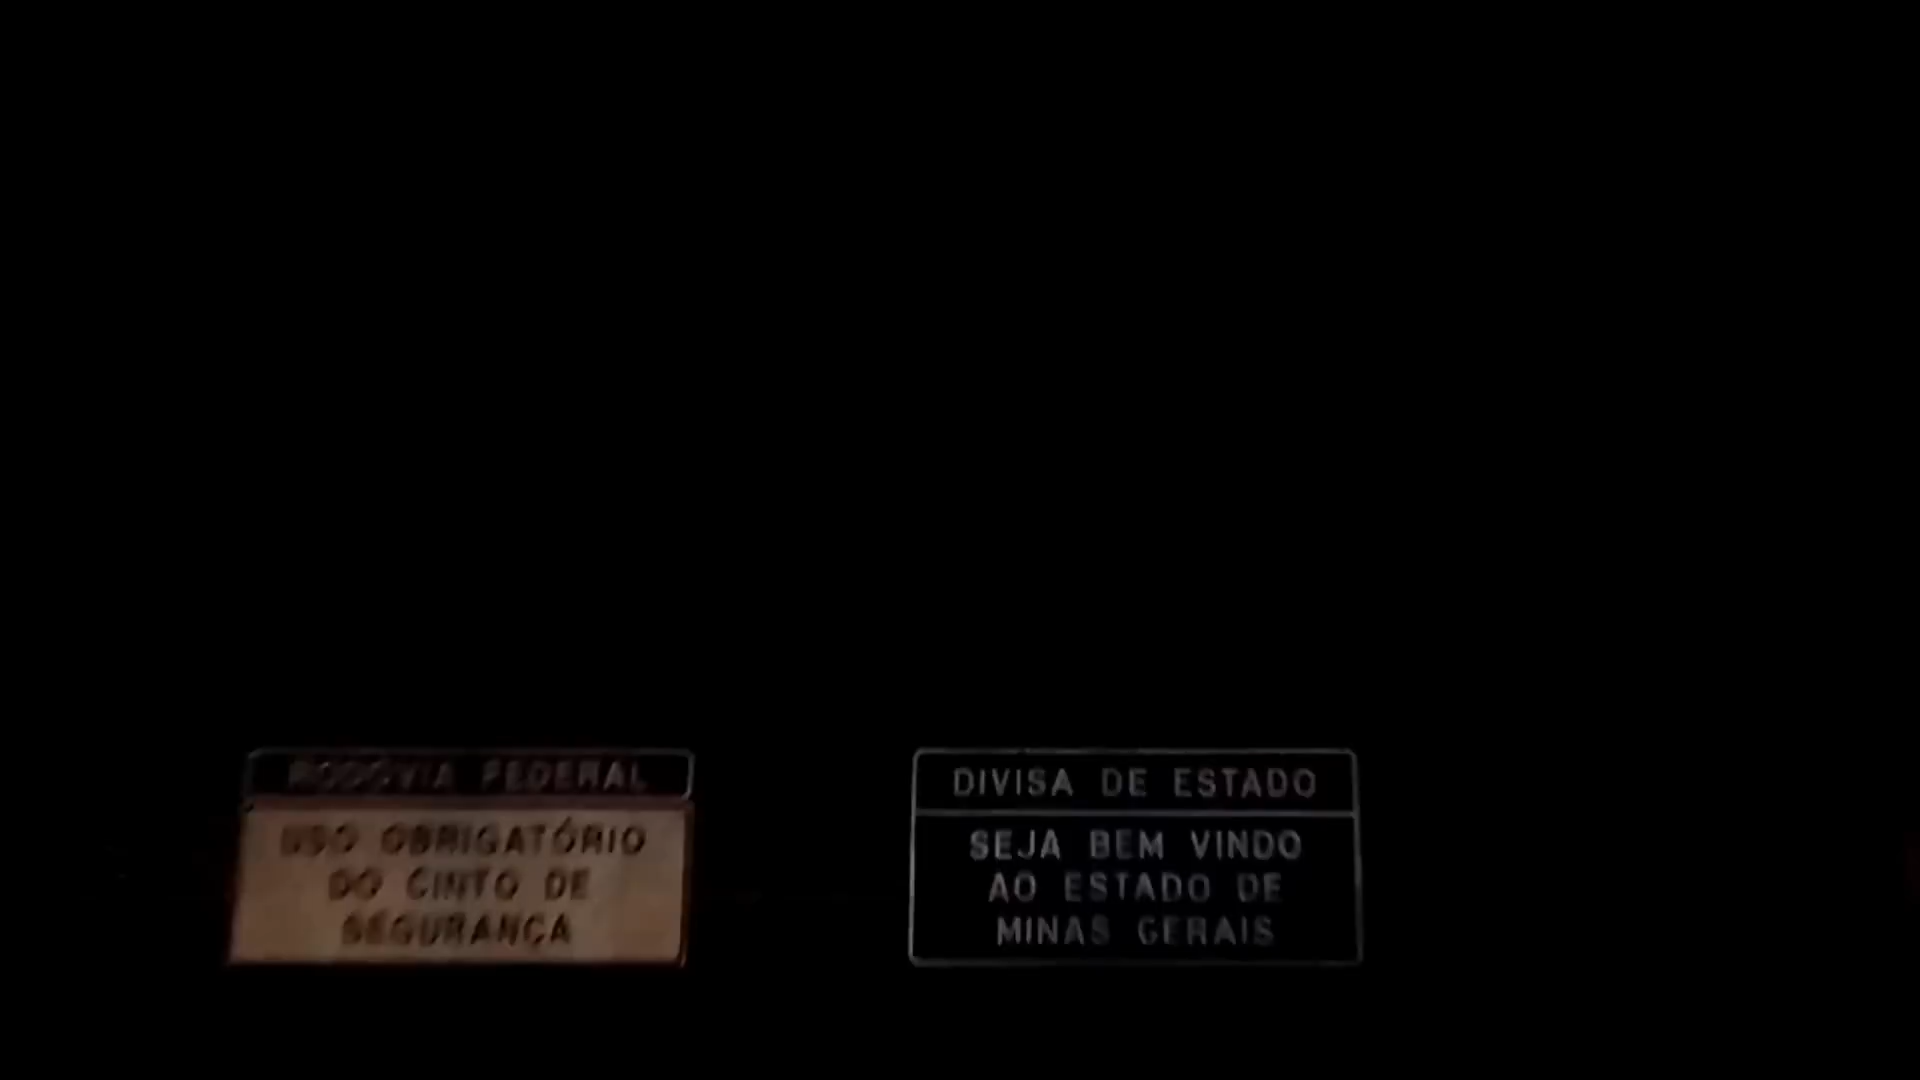 RODOVIA FEDERAL
USO OBRIGATÓRIO
DO CINTO DE
SEGURANÇA
DIVISA DE ESTADO
SEJA BEM VINDO
AO ESTADO DE
MINAS GERAIS